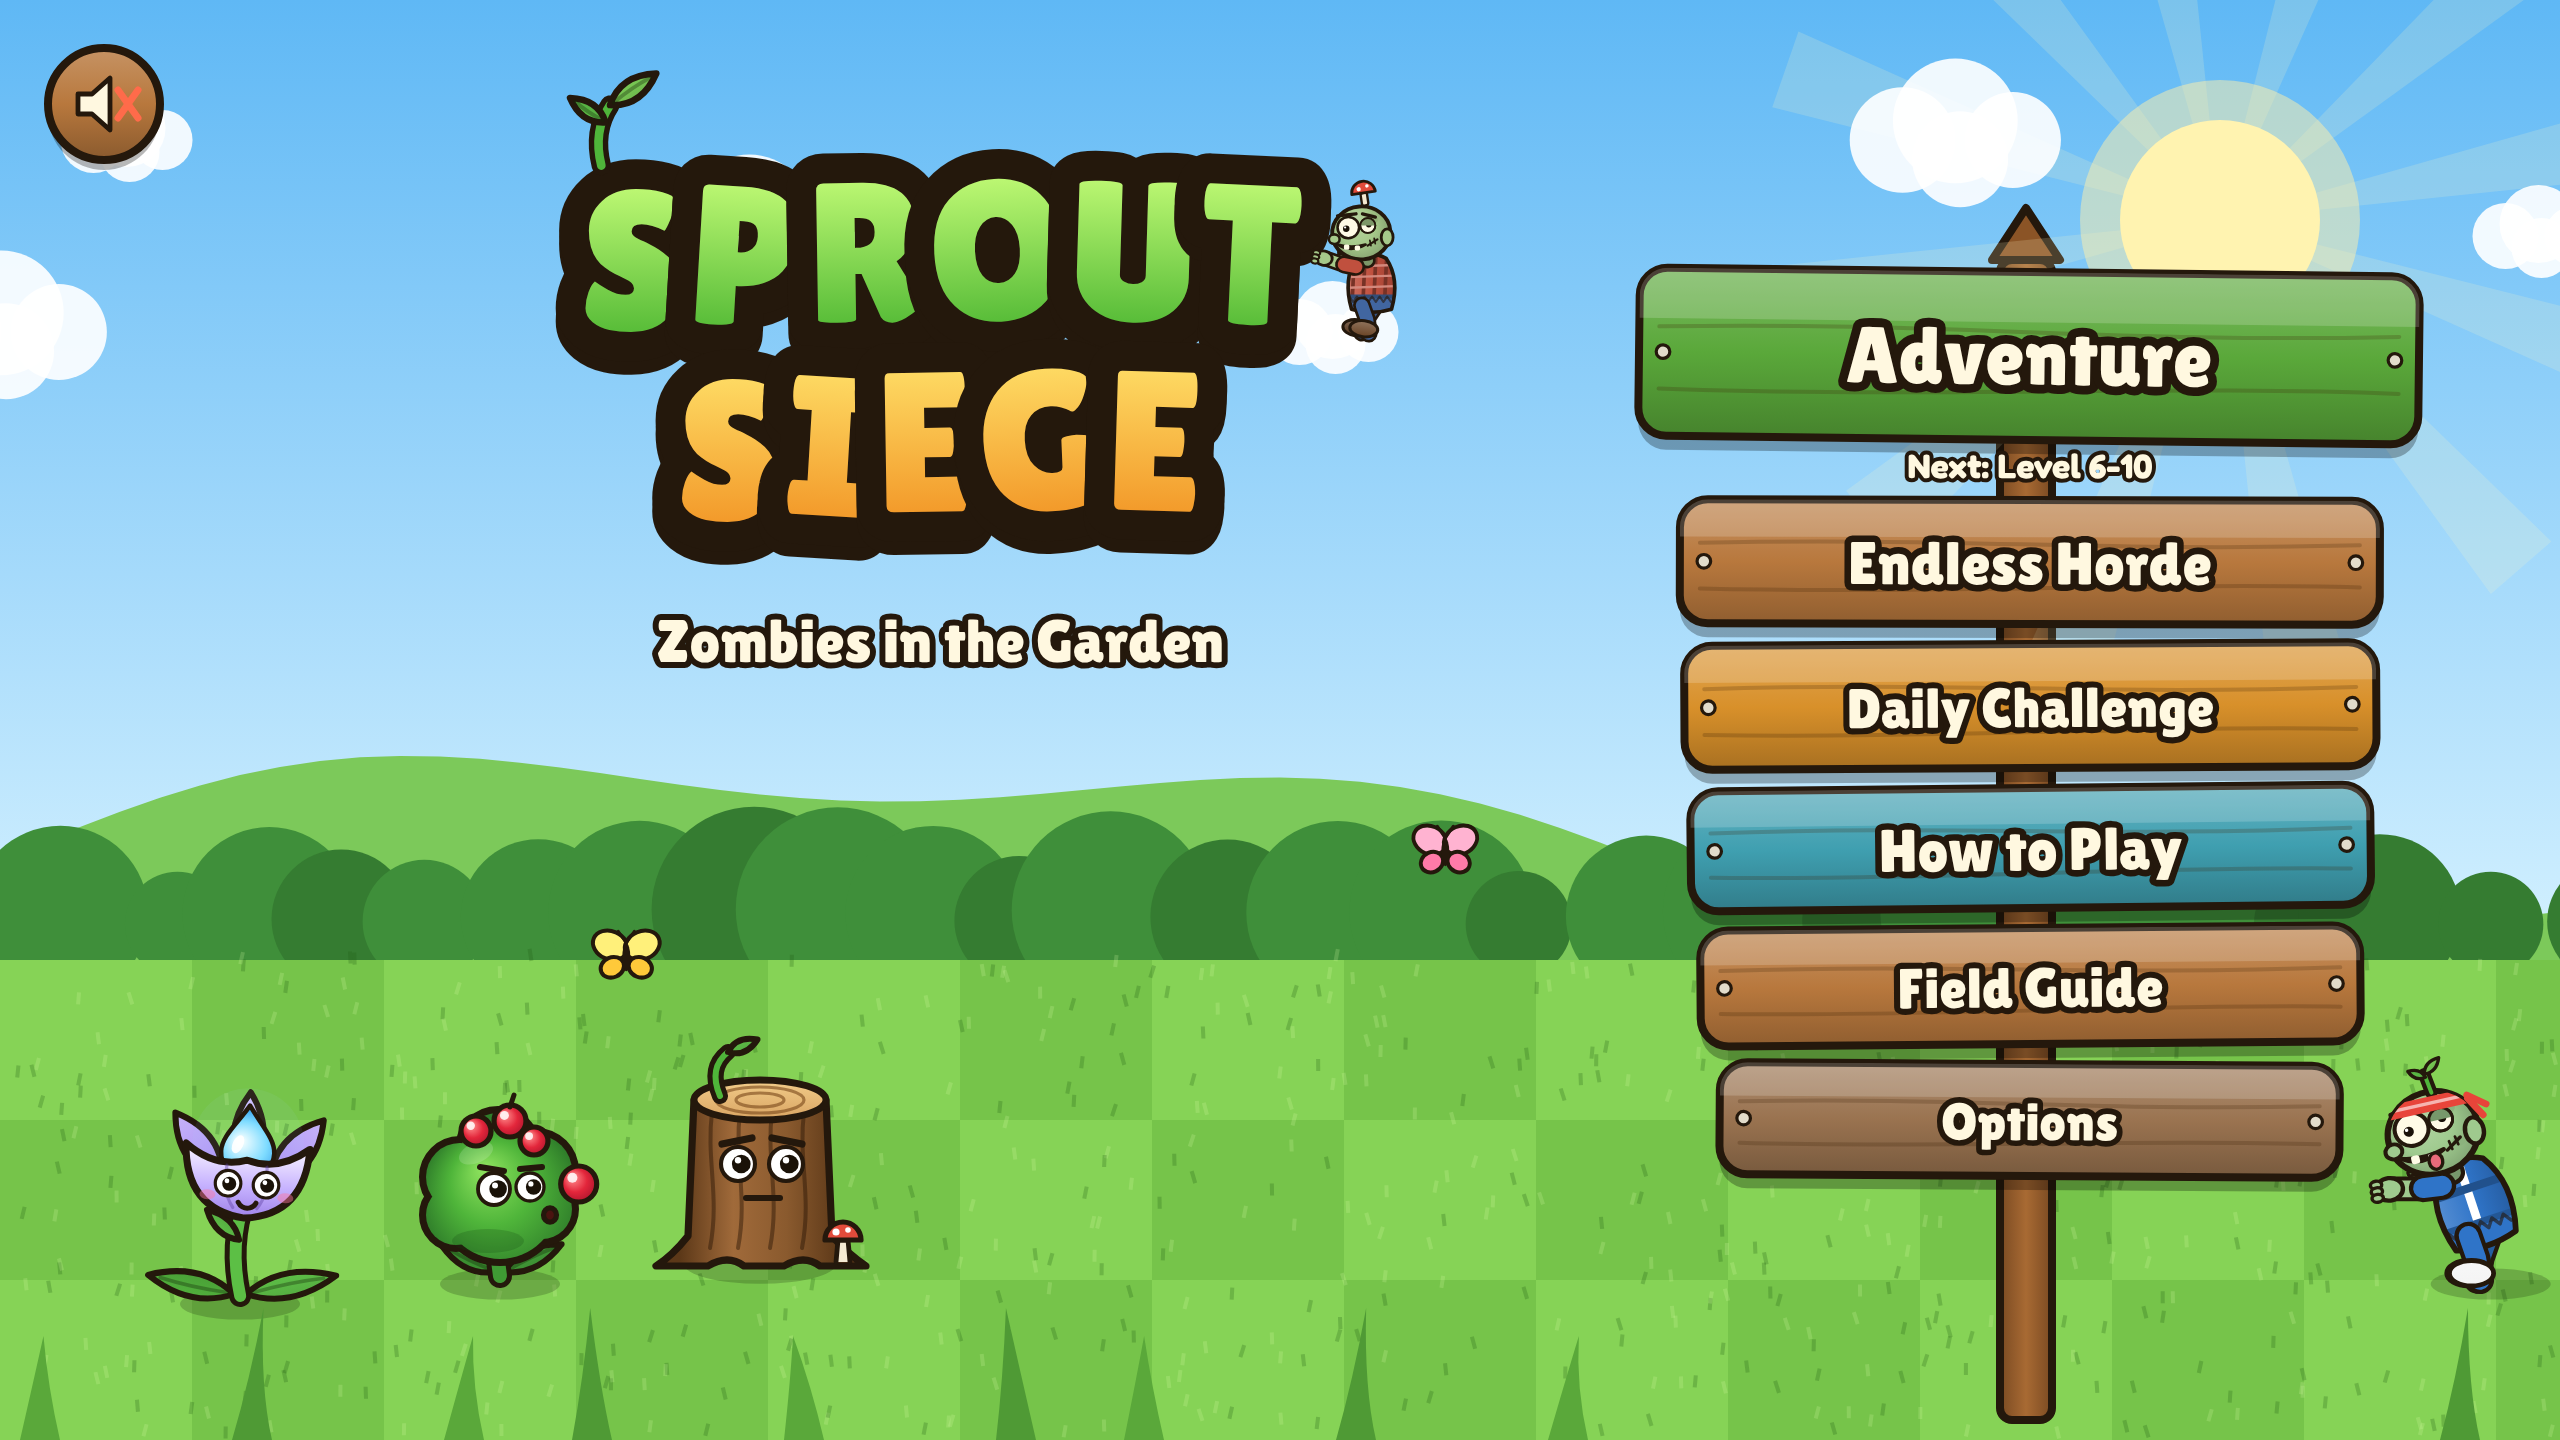 SPROUT
SIEGE
Zombies in the Garden
Adventure
Next: Level 6-10
Endless Horde
Daily Challenge
How to Play
Field Guide
Options